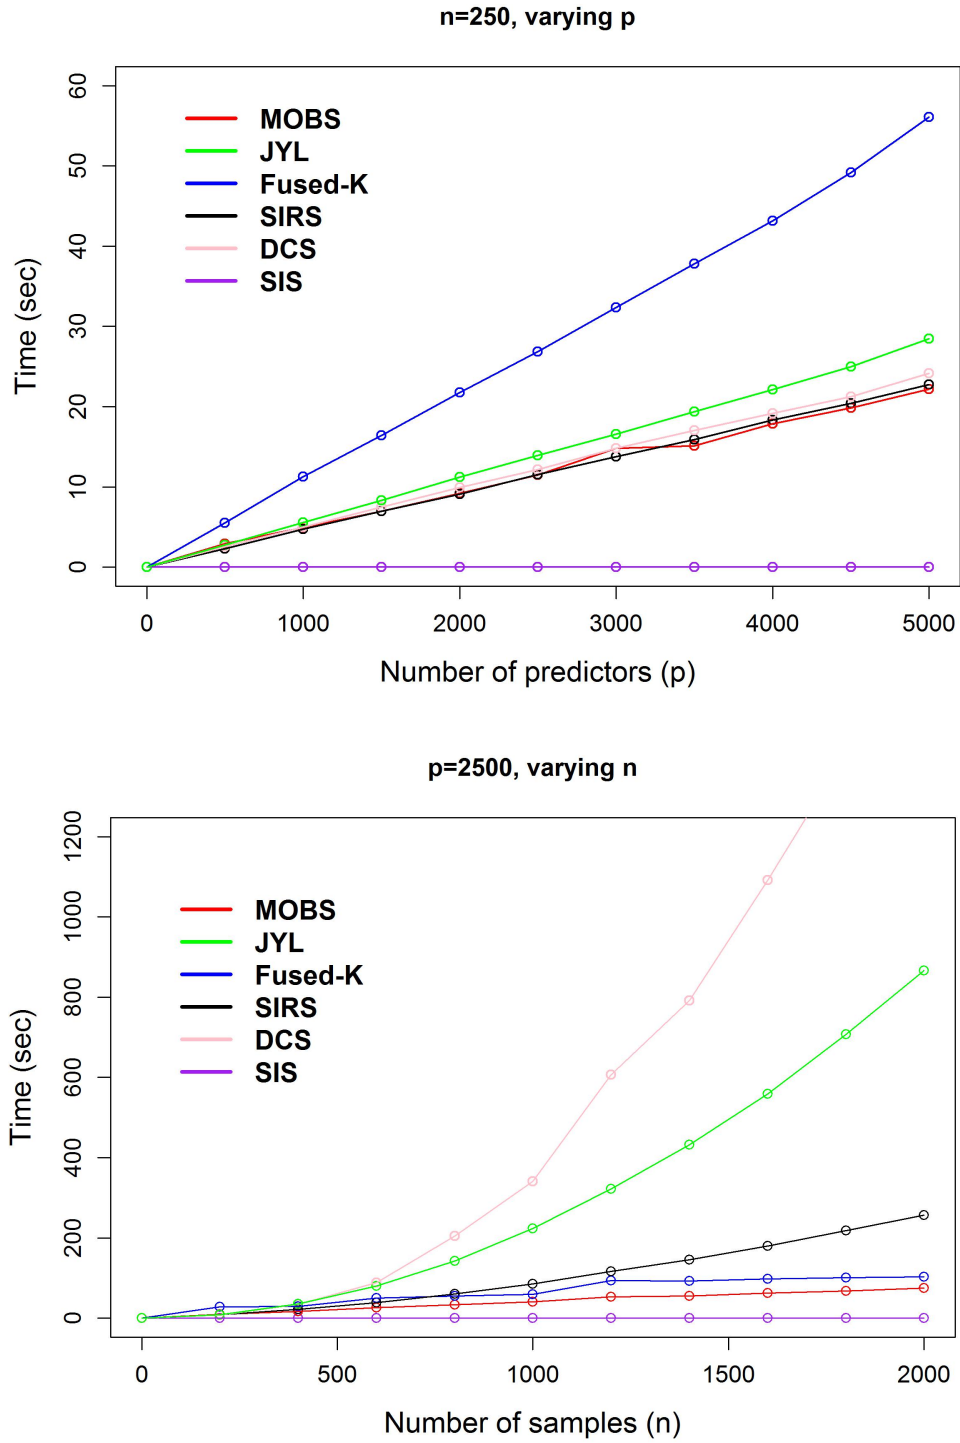 n=250, varying p
60
50
40
30
20
10
0
Time (sec)
MOBS
JYL
Fused-K
SIRS
DCS
SIS
0 1000 2000 3000 4000 5000
Number of predictors (p)
p=2500, varying n
1200
1000
800
600
400
200
0
Time (sec)
MOBS
JYL
Fused-K
SIRS
DCS
SIS
0 500 1000 1500 2000
Number of samples (n)